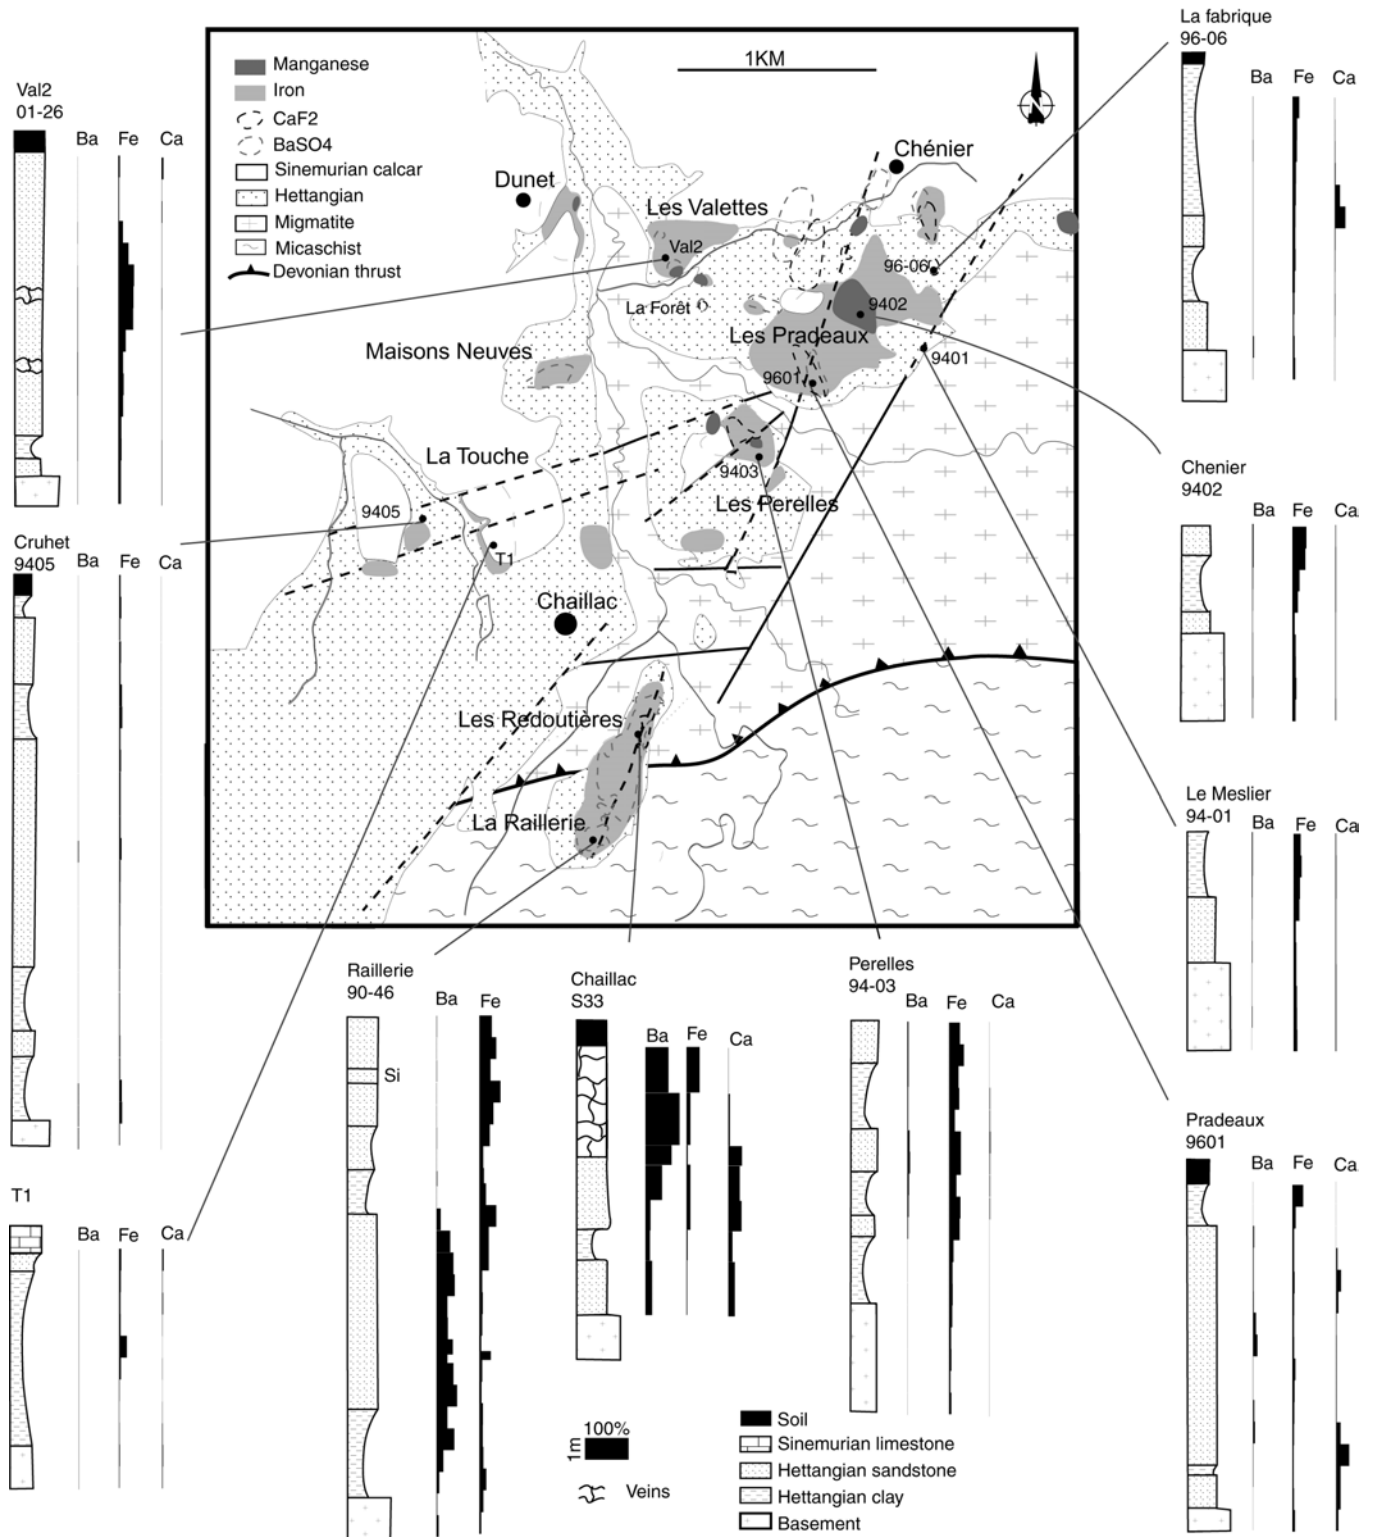 La fabrique
96-06
Ba
Fe
Ca
Val2
01-26
Ba
Fe
Ca
Manganese
Iron
CaF2
BaSO4
Sinemurian calcar
Hettangian
Migmatite
Micaschist
Devonian thrust
1KM
N
Chénier
Dunet
Les Valettes
Val2
96-06
La Forêt
9402
Les Pradeaux
9401
Maisons Neuves
9601
La Touche
9403
Les Perelles
9405
T1
Chaillac
Les Redoutières
La Raillerie
Chenier
9402
Ba
Fe
Ca
Cruhet
9405
Ba
Fe
Ca
Le Meslier
94-01
Ba
Fe
Ca
Raillerie
90-46
Ba
Fe
Si
Chaillac
S33
Ba
Fe
Ca
Perelles
94-03
Ba
Fe
Ca
Pradeaux
9601
Ba
Fe
Ca
T1
Ba
Fe
Ca
100%
1m
Veins
Soil
Sinemurian limestone
Hettangian sandstone
Hettangian clay
Basement